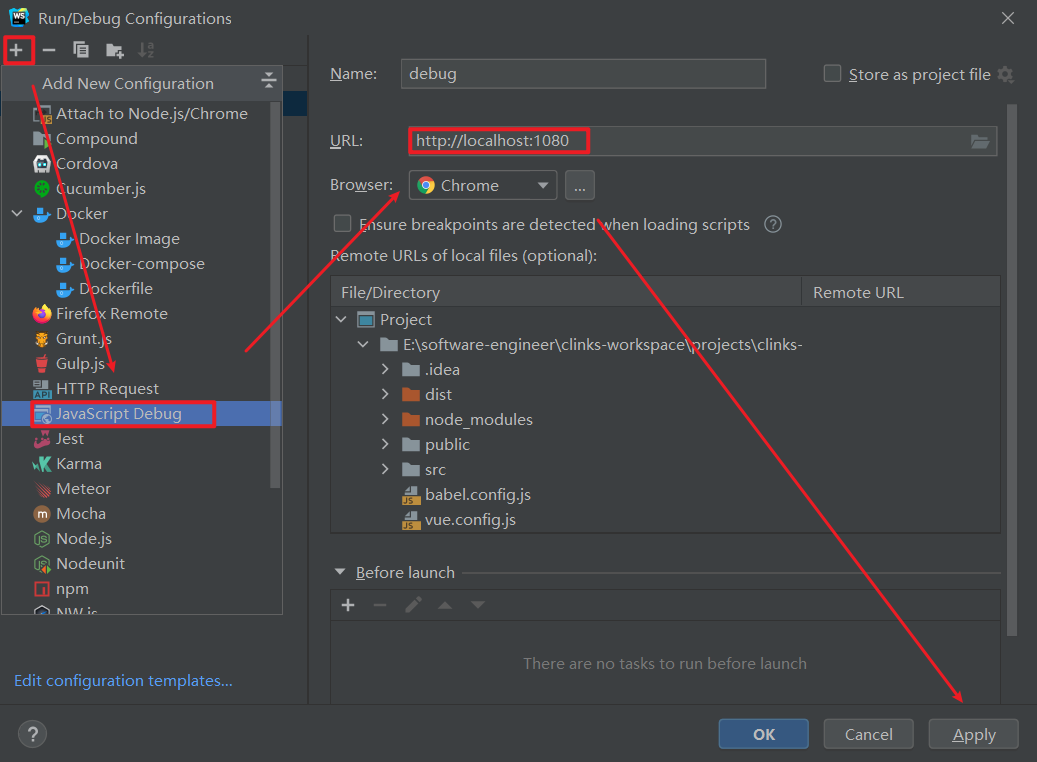 WS Run/Debug Configurations
Add New Configuration
Attach to Node.js/Chrome
Compound
Cordova
Cucumber.js
Docker
Docker Image
Docker-compose
Dockerfile
Firefox Remote
Grunt.js
Gulp.js
HTTP Request
JavaScript Debug
Jest
Karma
Meteor
Mocha
Node.js
Nodeunit
npm
NW.js
Edit configuration templates...
Name: debug
Store as project file
URL: http://localhost:1080
Browser: Chrome ...
Ensure breakpoints are detected when loading scripts ?
Remote URLs of local files (optional):
File/Directory Remote URL
Project
E:\software-engineer\clinks-workspace\projects\clinks-
.idea
dist
node_modules
public
src
babel.config.js
vue.config.js
Before launch
There are no tasks to run before launch
? OK Cancel Apply